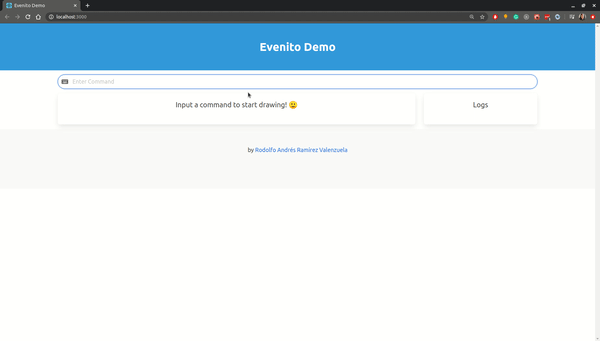 Evenito Demo
localhost:3000
Evenito Demo
Enter Command
Input a command to start drawing! 😃
Logs
by Rodolfo Andrés Ramírez Valenzuela